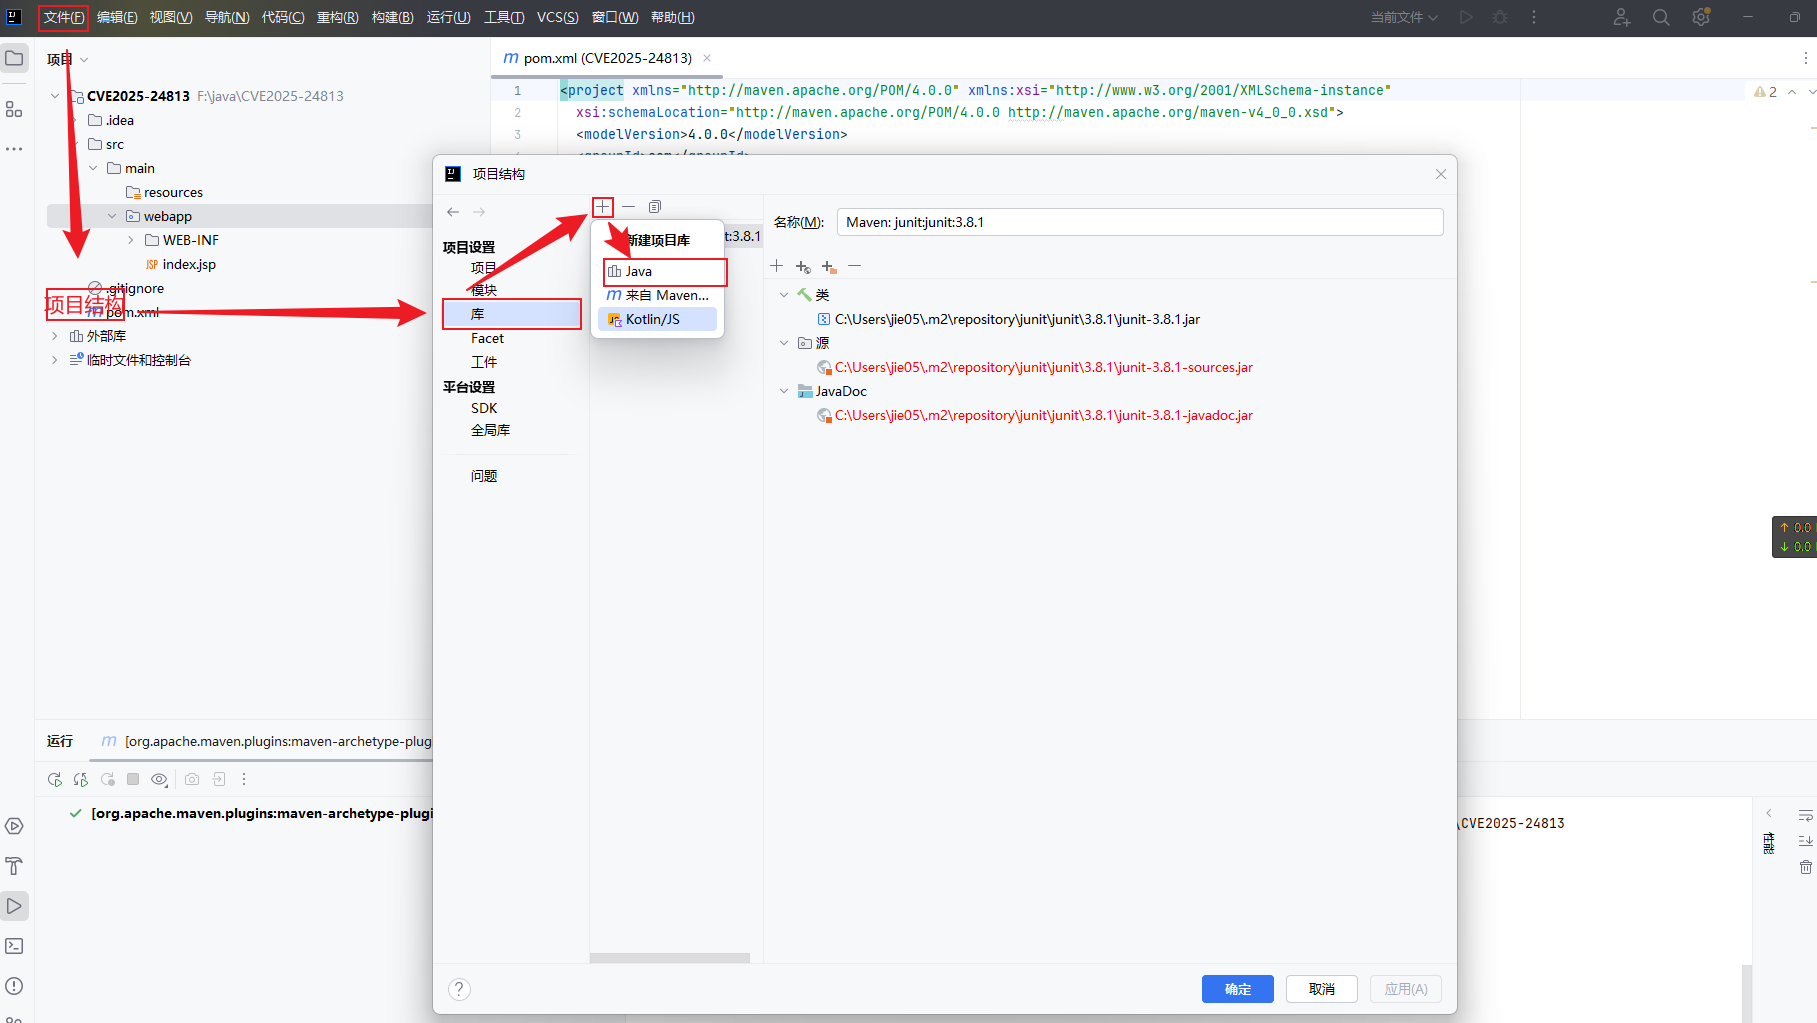 文件(F) 编辑(E) 视图(V) 导航(N) 代码(C) 重构(R) 构建(B) 运行(U) 工具(T) VCS(S) 窗口(W) 帮助(H) 当前文件
项目
CVE2025-24813 F:\java\CVE2025-24813
.idea
src
main
resources
webapp
WEB-INF
index.jsp
.gitignore
pom.xml
项目结构
外部库
临时文件和控制台
pom.xml (CVE2025-24813)
1 <project xmlns="http://maven.apache.org/POM/4.0.0" xmlns:xsi="http://www.w3.org/2001/XMLSchema-instance"
2 xsi:schemaLocation="http://maven.apache.org/POM/4.0.0 http://maven.apache.org/maven-v4_0_0.xsd">
3 <modelVersion>4.0.0</modelVersion>
2
项目结构
项目设置
项目
模块
库
Facet
工件
平台设置
SDK
全局库
问题
新建项目库
Java
来自 Maven...
Kotlin/JS
t:3.8.1
名称(M): Maven: junit:junit:3.8.1
类
C:\Users\jie05\.m2\repository\junit\junit\3.8.1\junit-3.8.1.jar
源
C:\Users\jie05\.m2\repository\junit\junit\3.8.1\junit-3.8.1-sources.jar
JavaDoc
C:\Users\jie05\.m2\repository\junit\junit\3.8.1\junit-3.8.1-javadoc.jar
↑ 0.0
↓ 0.0
运行 [org.apache.maven.plugins:maven-archetype-plug
[org.apache.maven.plugins:maven-archetype-plugi
\CVE2025-24813
性能
?
确定 取消 应用(A)